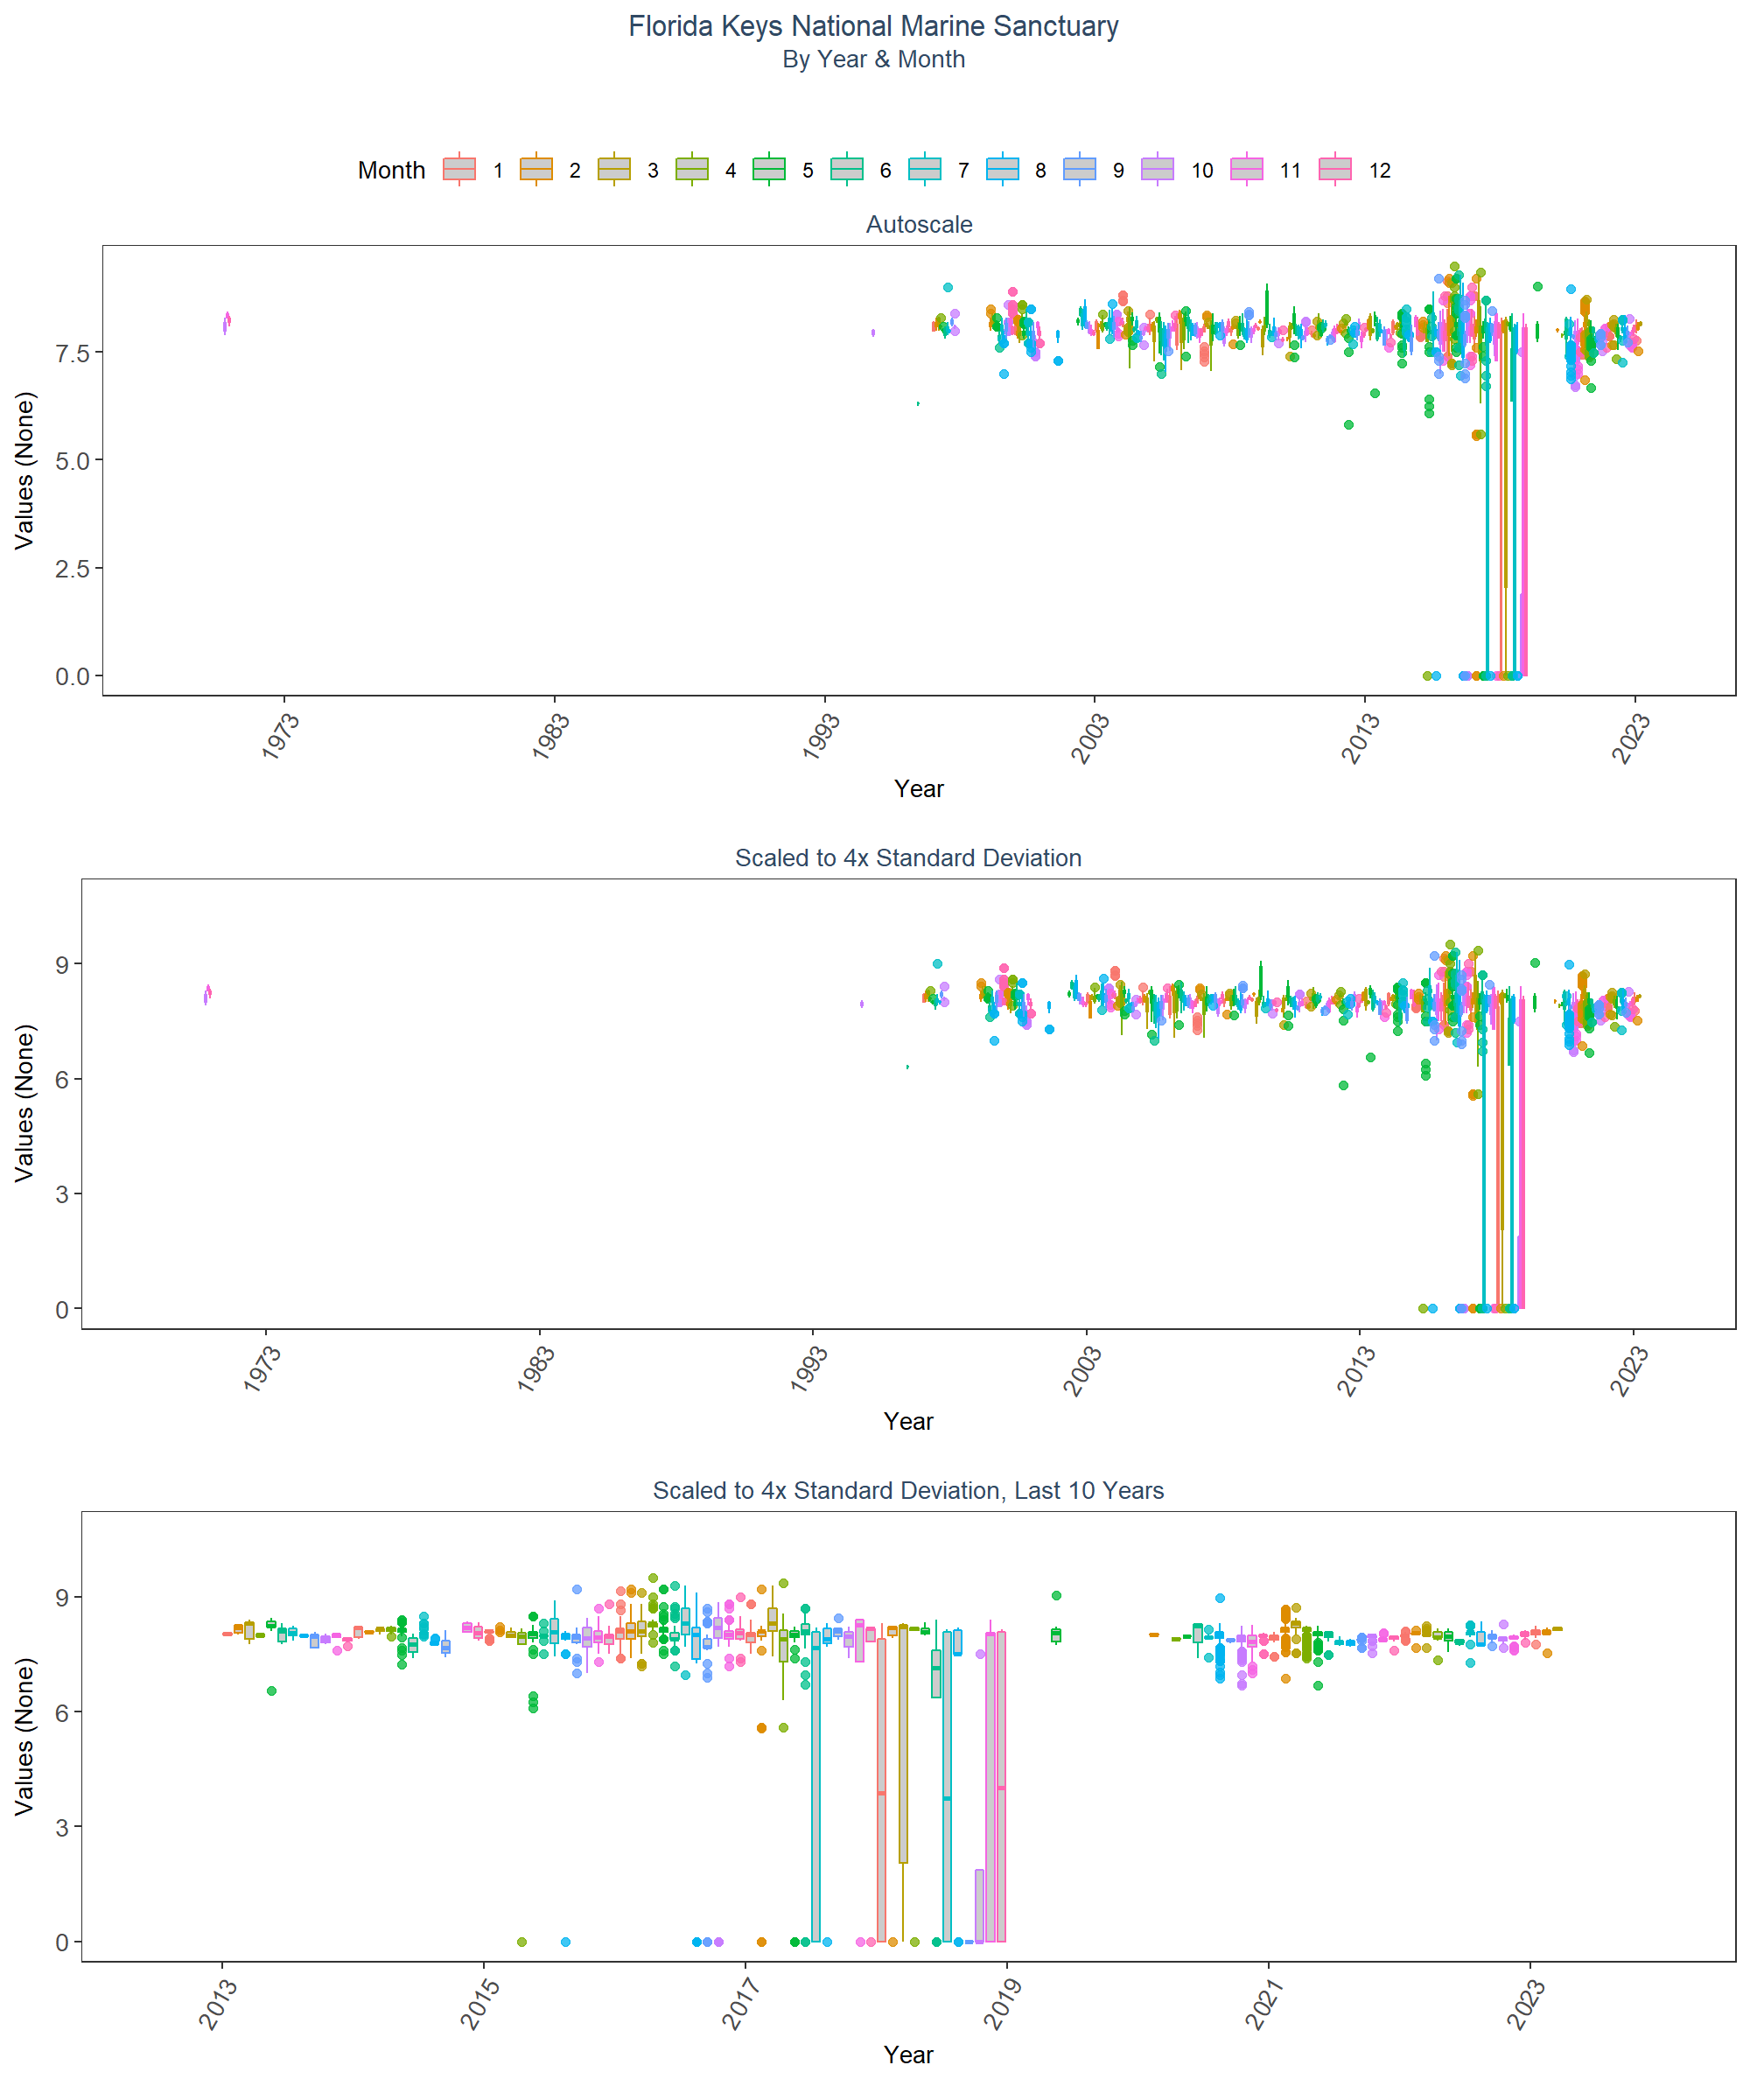 Florida Keys National Marine Sanctuary
By Year & Month
Month 1 2 3 4 5 6 7 8 9 10 11 12
Autoscale
Values (None)
7.5
5.0
2.5
0.0
1973 1983 1993 2003 2013 2023
Year
Scaled to 4x Standard Deviation
Values (None)
9
6
3
0
1973 1983 1993 2003 2013 2023
Year
Scaled to 4x Standard Deviation, Last 10 Years
Values (None)
9
6
3
0
2013 2015 2017 2019 2021 2023
Year